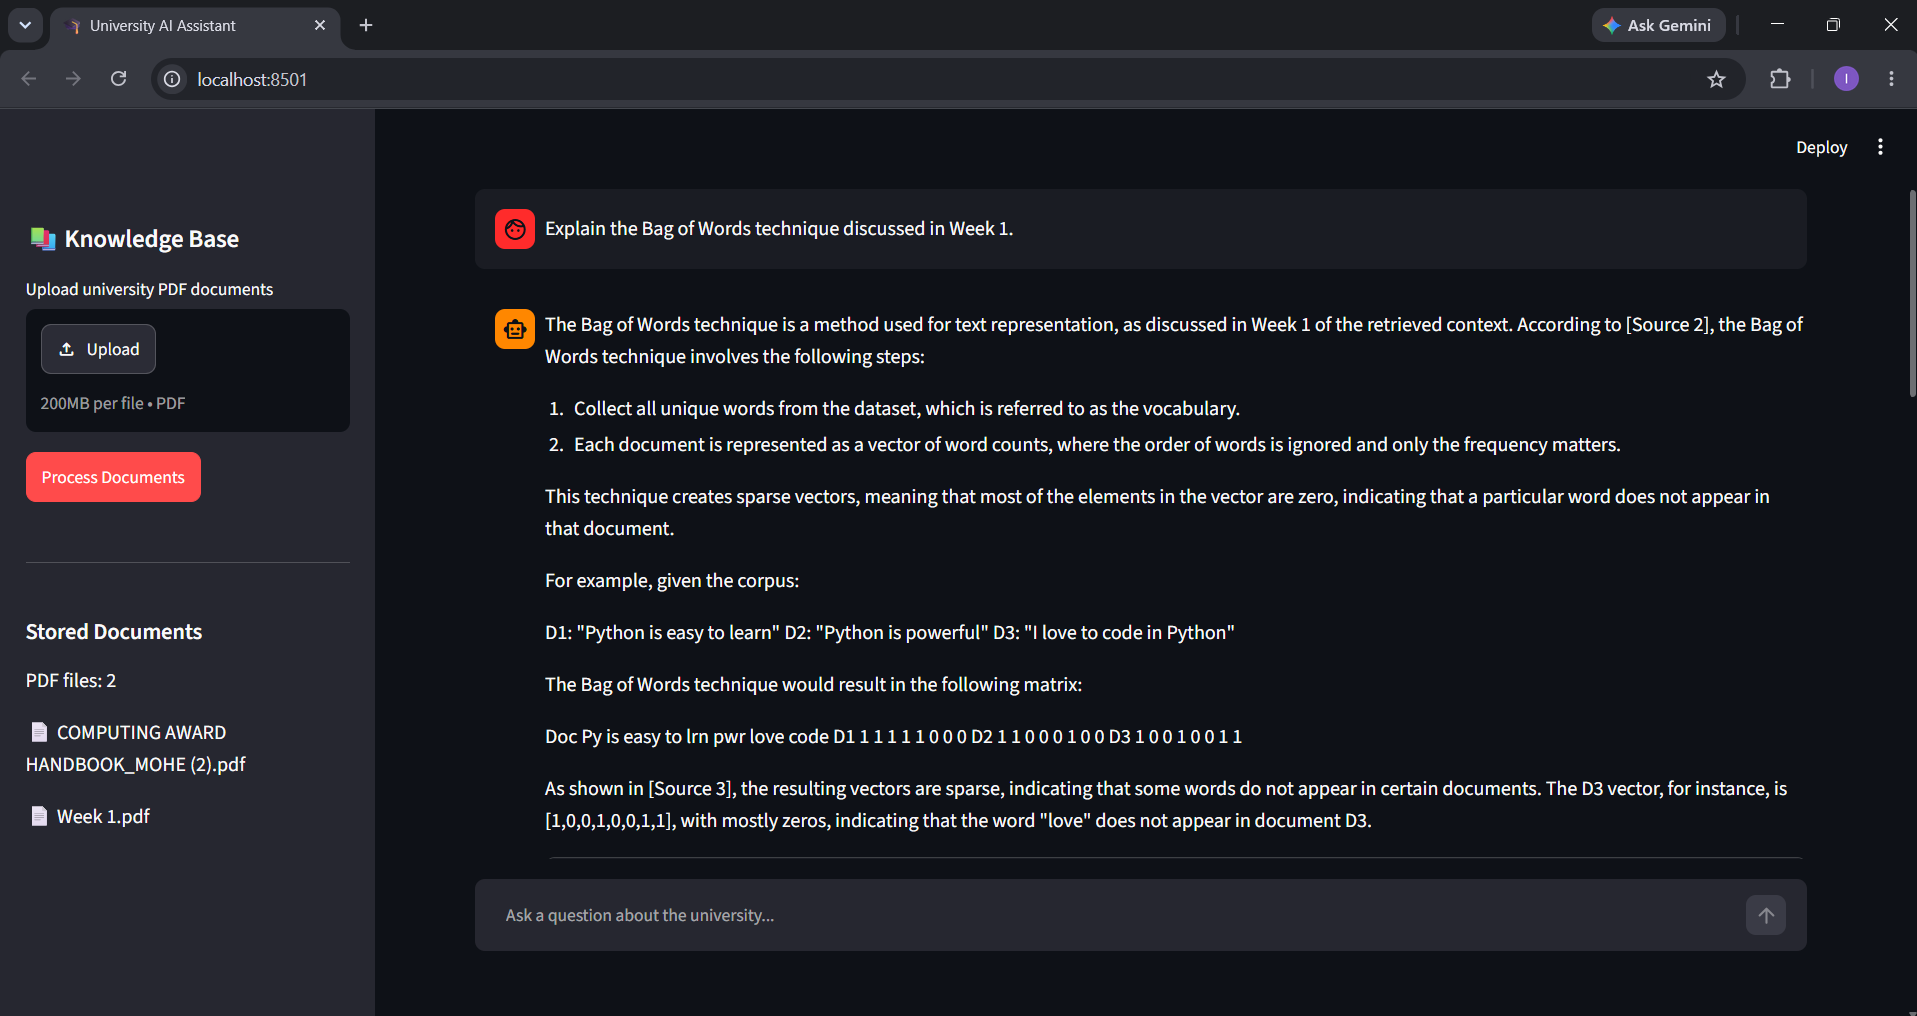 University AI Assistant
Ask Gemini
localhost:8501
I
Deploy
Knowledge Base
Upload university PDF documents
Upload
200MB per file • PDF
Process Documents
Stored Documents
PDF files: 2
COMPUTING AWARD
HANDBOOK_MOHE (2).pdf
Week 1.pdf
Explain the Bag of Words technique discussed in Week 1.
The Bag of Words technique is a method used for text representation, as discussed in Week 1 of the retrieved context. According to [Source 2], the Bag of
Words technique involves the following steps:
1. Collect all unique words from the dataset, which is referred to as the vocabulary.
2. Each document is represented as a vector of word counts, where the order of words is ignored and only the frequency matters.
This technique creates sparse vectors, meaning that most of the elements in the vector are zero, indicating that a particular word does not appear in
that document.
For example, given the corpus:
D1: "Python is easy to learn" D2: "Python is powerful" D3: "I love to code in Python"
The Bag of Words technique would result in the following matrix:
Doc Py is easy to lrn pwr love code D1 1 1 1 1 1 0 0 0 D2 1 1 0 0 0 1 0 0 D3 1 0 0 1 0 0 1 1
As shown in [Source 3], the resulting vectors are sparse, indicating that some words do not appear in certain documents. The D3 vector, for instance, is
[1,0,0,1,0,0,1,1], with mostly zeros, indicating that the word "love" does not appear in document D3.
Ask a question about the university...